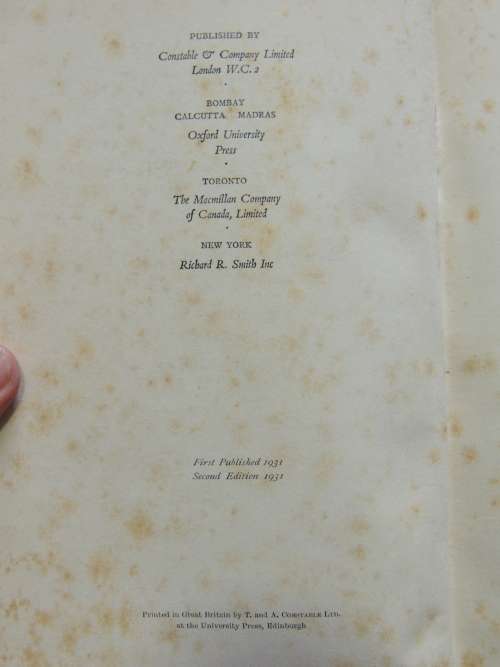 PUBLISHED BY
Constable & Company Limited
London W.C.2
BOMBAY
CALCUTTA MADRAS
Oxford University
Press
TORONTO
The Macmillan Company
of Canada, Limited
NEW YORK
Richard R. Smith Inc
First Published 1931
Second Edition 1931
Printed in Great Britain by T. and A. CONSTABLE LTD.
at the University Press, Edinburgh